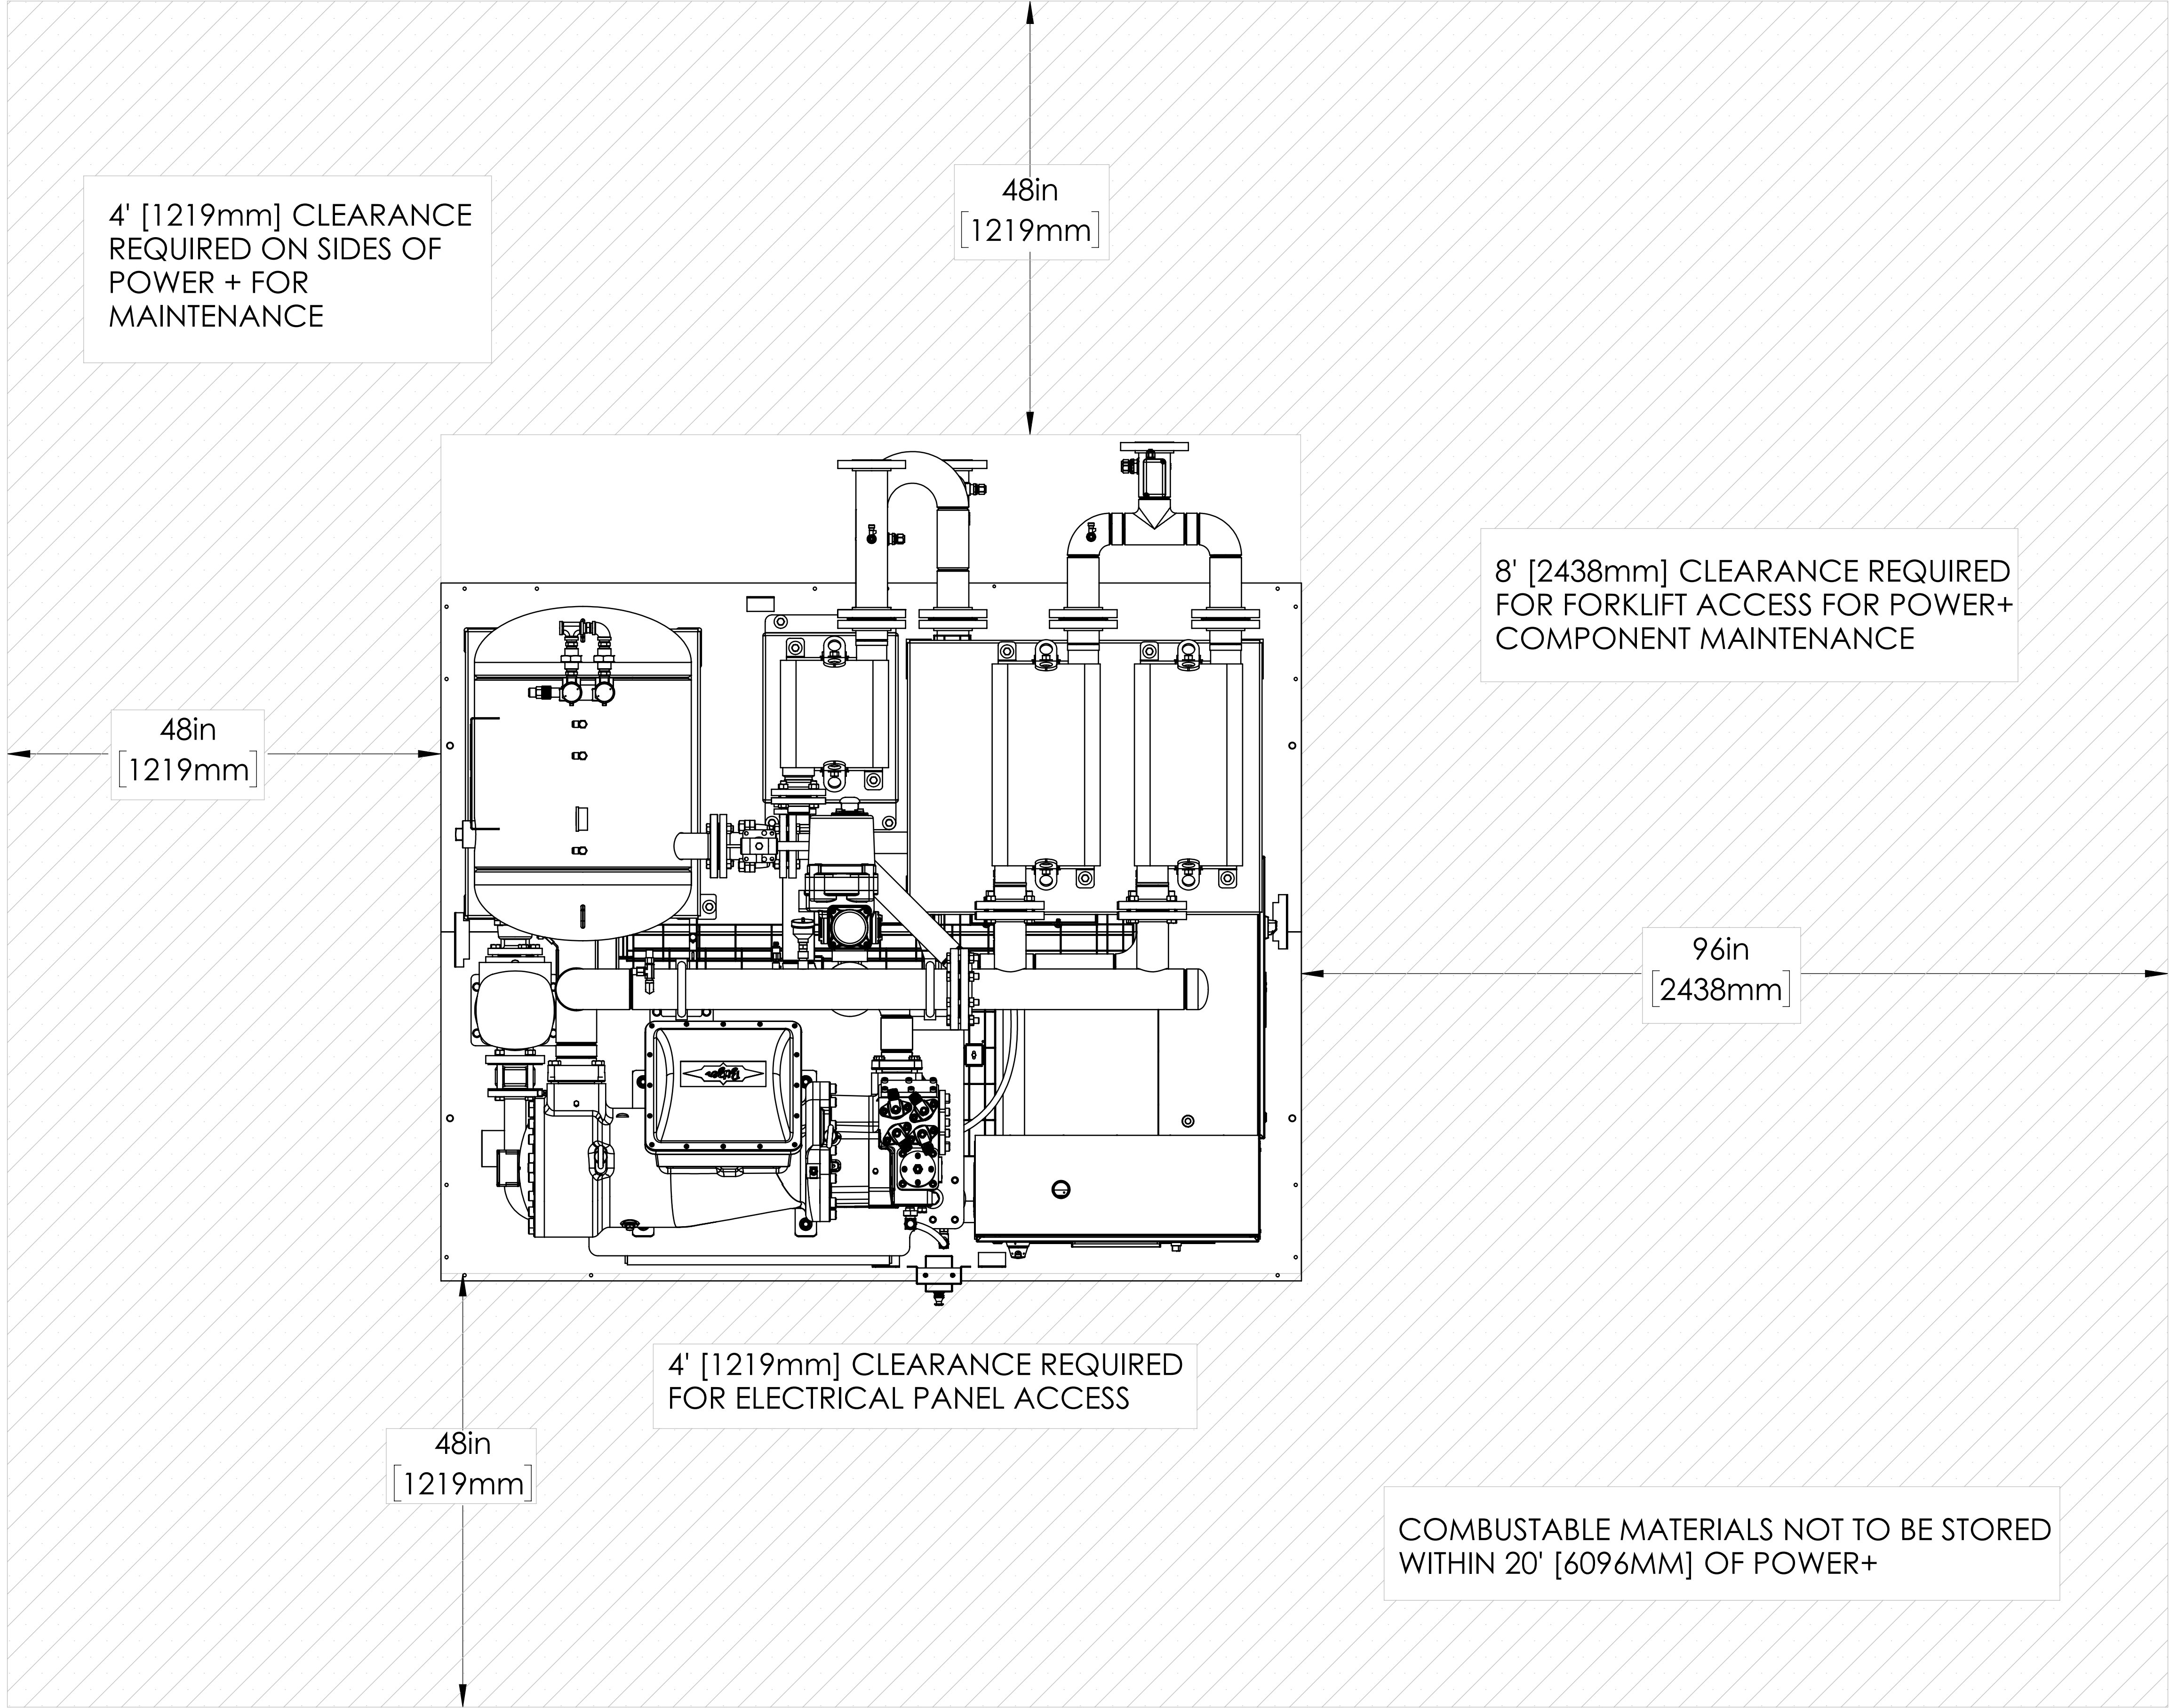 48in
[1219mm]
4' [1219mm] CLEARANCE
REQUIRED ON SIDES OF
POWER + FOR
MAINTENANCE
8' [2438mm] CLEARANCE REQUIRED
FOR FORKLIFT ACCESS FOR POWER+
COMPONENT MAINTENANCE
48in
[1219mm]
96in
[2438mm]
4' [1219mm] CLEARANCE REQUIRED
FOR ELECTRICAL PANEL ACCESS
48in
[1219mm]
COMBUSTABLE MATERIALS NOT TO BE STORED
WITHIN 20' [6096MM] OF POWER+